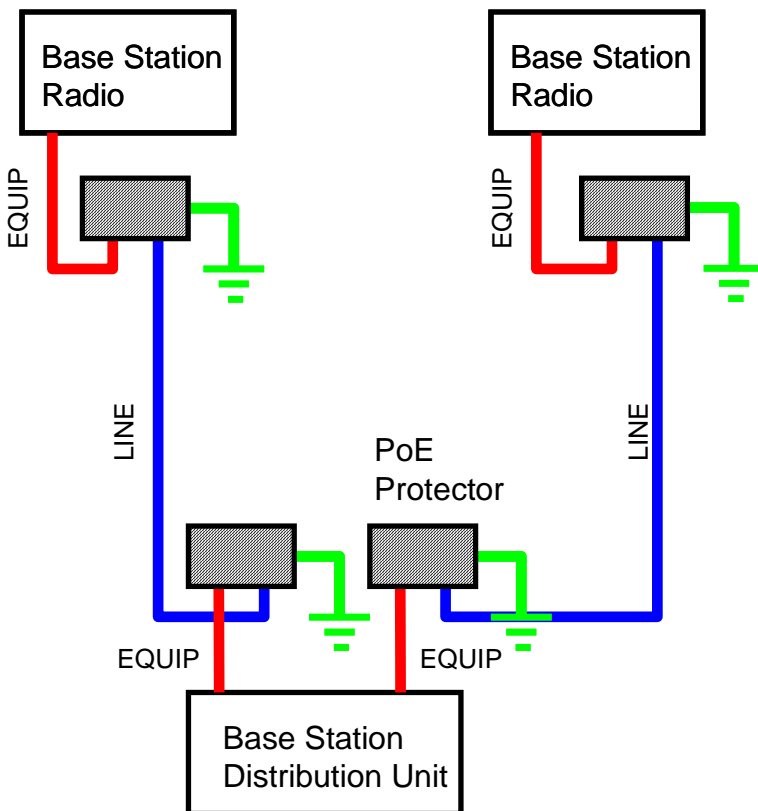 Base Station
Radio
Base Station
Radio
EQUIP
EQUIP
LINE
LINE
PoE
Protector
EQUIP
EQUIP
Base Station
Distribution Unit